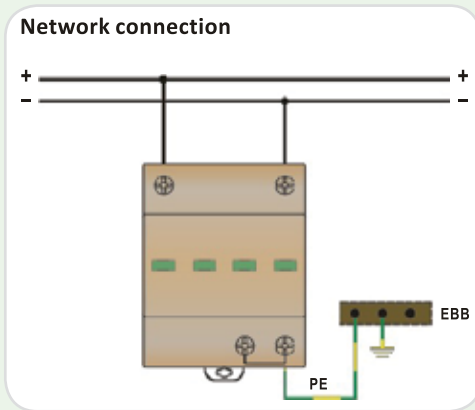 Network connection
+ +
− −
EBB
PE